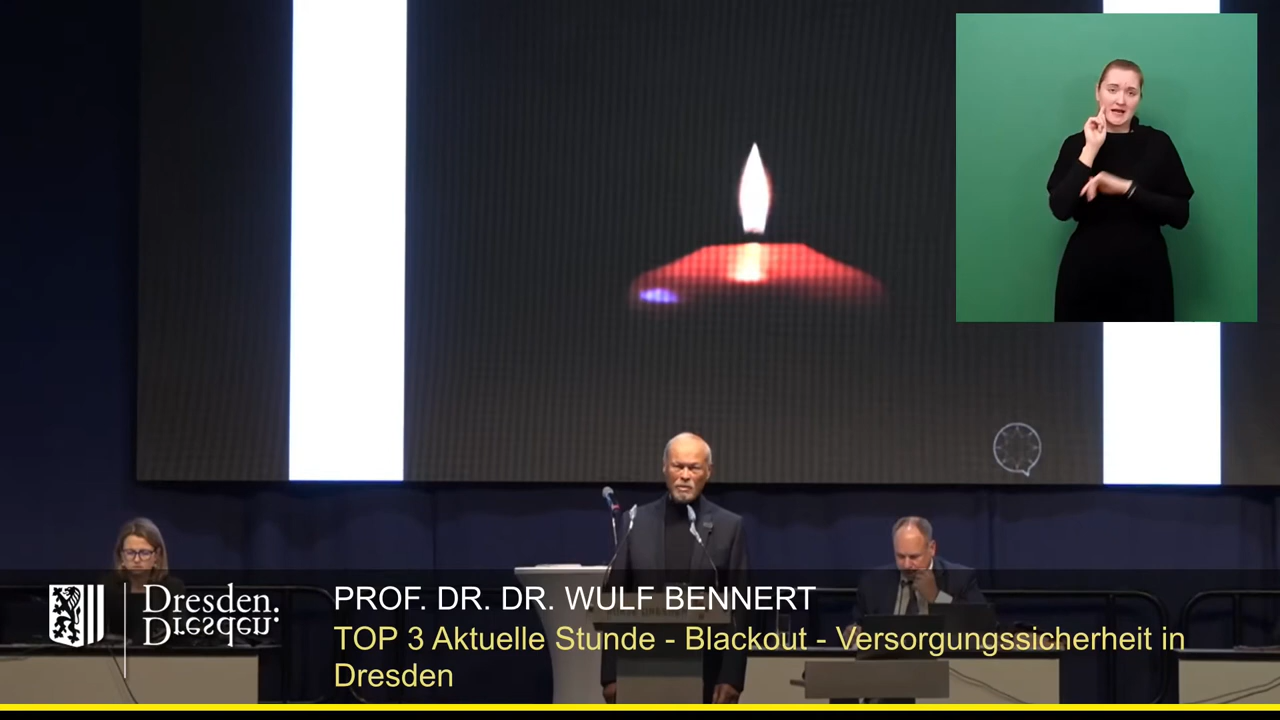 Dresden.
Dresden.
PROF. DR. DR. WULF BENNERT
TOP 3 Aktuelle Stunde - Blackout - Versorgungssicherheit in
Dresden